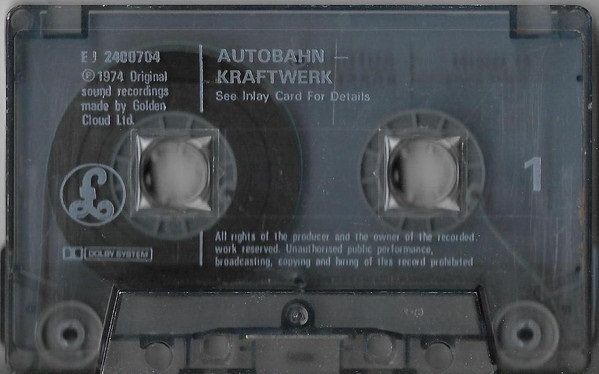 EJ 2400704
℗ 1974 Original
sound recordings
made by Golden
Cloud Ltd.
AUTOBAHN –
KRAFTWERK
See Inlay Card For Details
1
£
DOLBY SYSTEM
All rights of the producer and the owner of the recorded
work reserved. Unauthorised public performance,
broadcasting, copying and hiring of this record prohibited